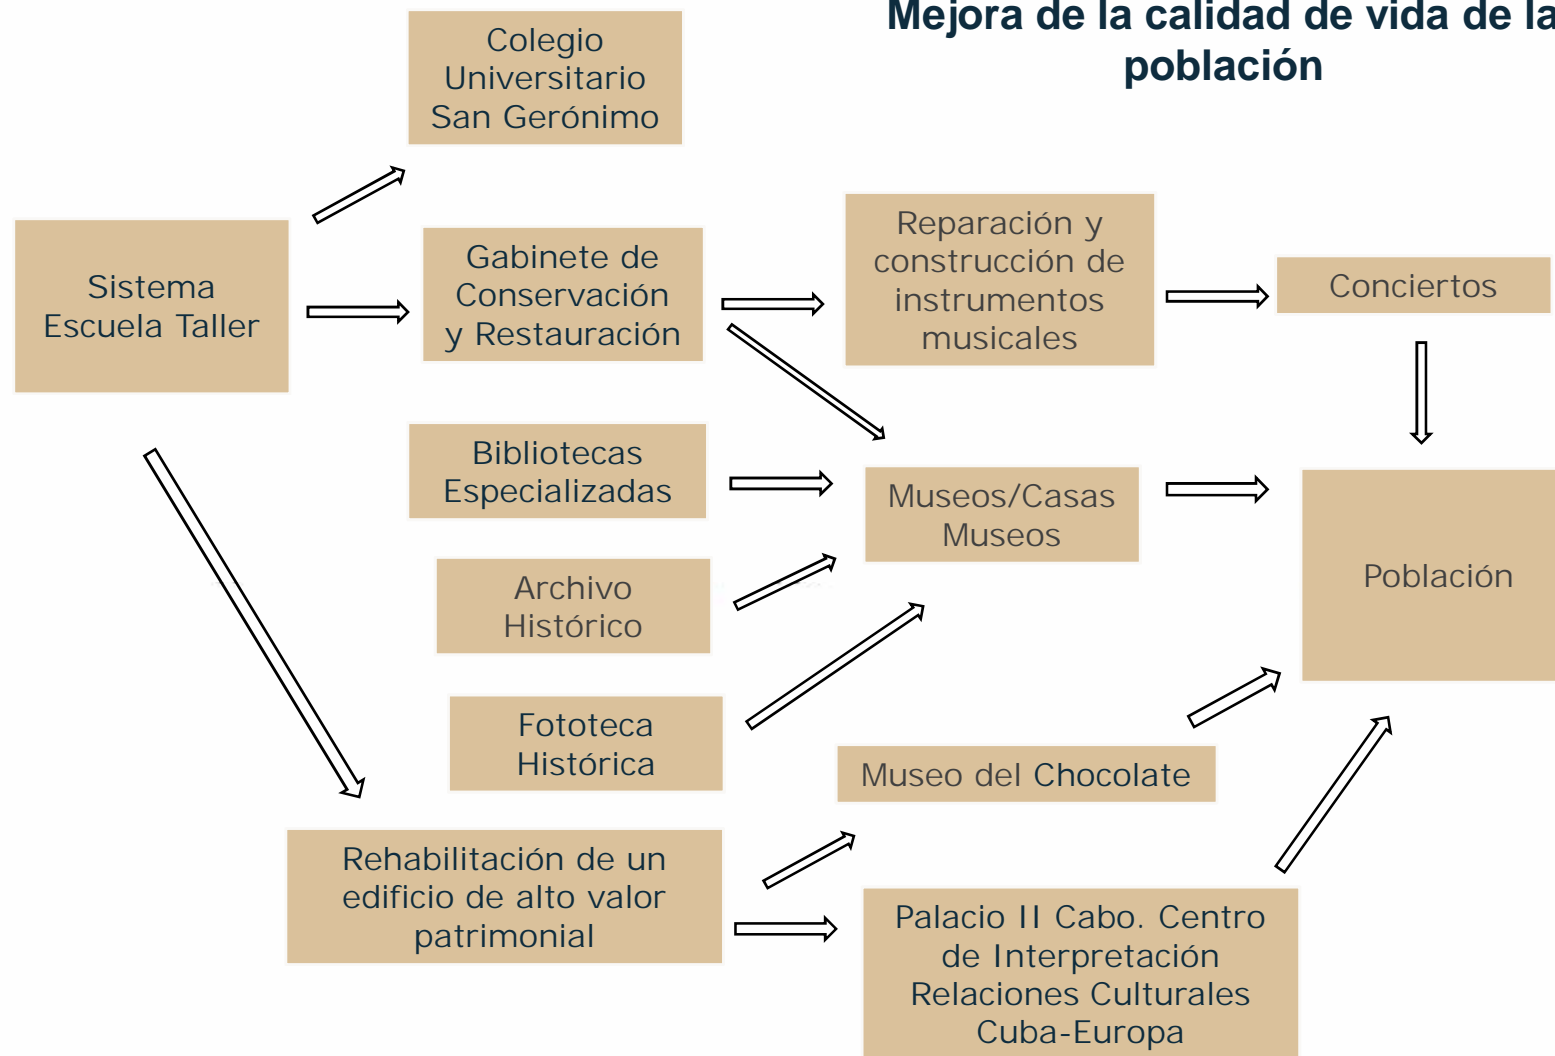 Mejora de la calidad de vida de la
población
Colegio
Universitario
San Gerónimo
Sistema
Escuela Taller
Gabinete de
Conservación
y Restauración
Reparación y
construcción de
instrumentos
musicales
Conciertos
Bibliotecas
Especializadas
Museos/Casas
Museos
Población
Archivo
Histórico
Fototeca
Histórica
Museo del Chocolate
Rehabilitación de un
edificio de alto valor
patrimonial
Palacio II Cabo. Centro
de Interpretación
Relaciones Culturales
Cuba-Europa